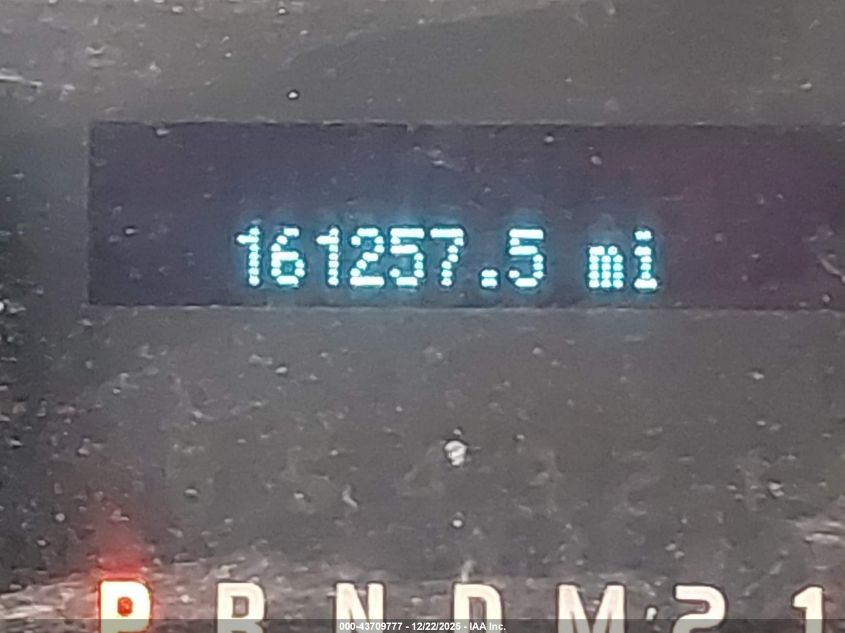 161257.5 mi
P R N D M 2 1
000-43709777 - 12/22/2025 - IAA Inc.